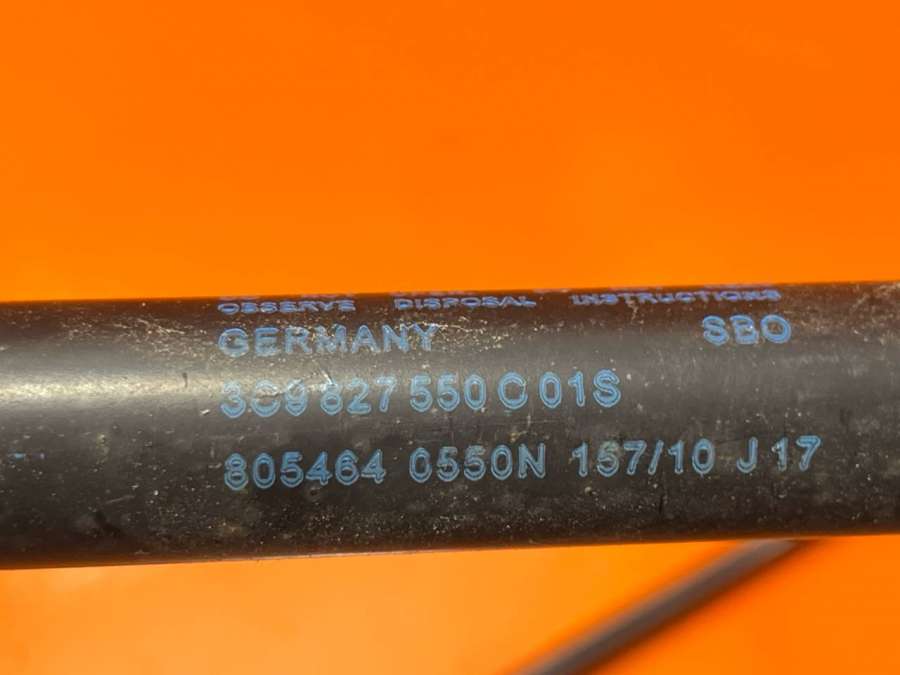 OBSERVE DISPOSAL INSTRUCTIONS
GERMANY SBO
3C9 827 550 C 01S
805464 0550N 157/10 J 17